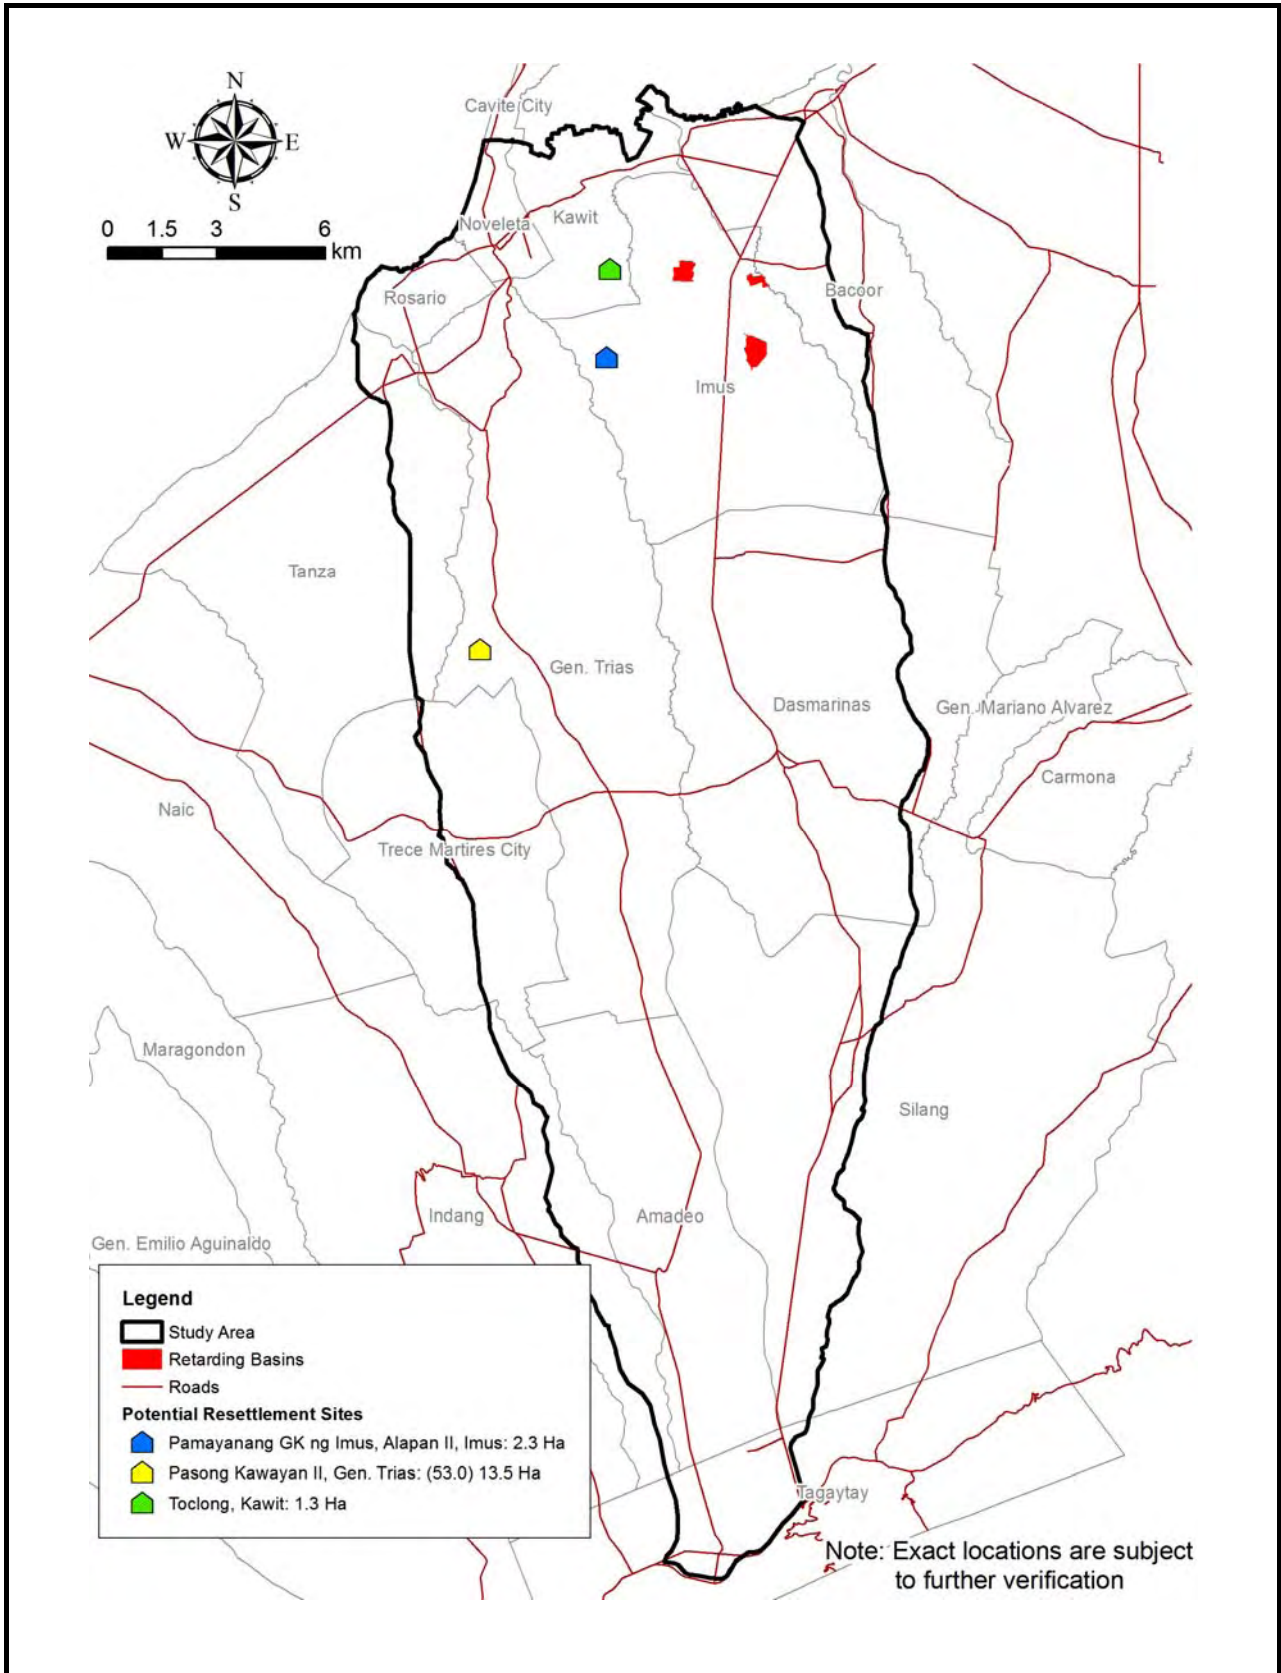 N
Cavite City
W
E
S
0 1.5 3 6
km
Noveleta
Kawit
Rosario
Bacoor
Imus
Tanza
Gen. Trias
Dasmarinas
Gen. Mariano Alvarez
Carmona
Naic
Trece Martires City
Maragondon
Silang
Indang
Amadeo
Gen. Emilio Aguinaldo
Legend
Study Area
Retarding Basins
Roads
Potential Resettlement Sites
Pamayanang GK ng Imus, Alapan II, Imus: 2.3 Ha
Pasong Kawayan II, Gen. Trias: (53.0) 13.5 Ha
Toclong, Kawit: 1.3 Ha
Tagaytay
Note: Exact locations are subject
to further verification